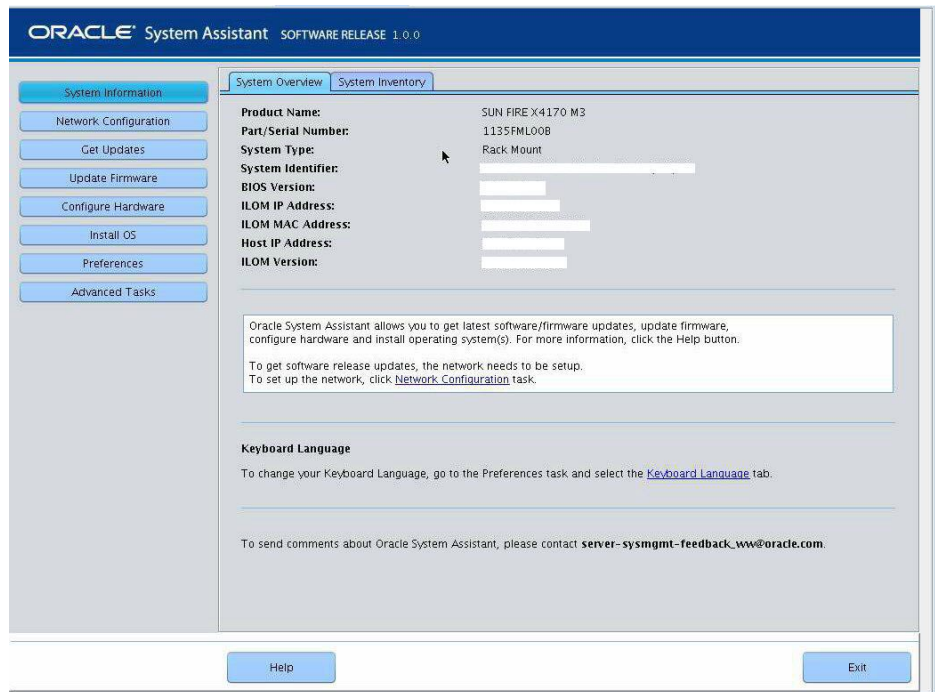 ORACLE System Assistant SOFTWARE RELEASE 1.0.0
System Overview System Inventory
System Information
Network Configuration
Get Updates
Update Firmware
Configure Hardware
Install OS
Preferences
Advanced Tasks
Product Name: SUN FIRE X4170 M3
Part/Serial Number: 1135FML00B
System Type: Rack Mount
System Identifier:
BIOS Version:
ILOM IP Address:
ILOM MAC Address:
Host IP Address:
ILOM Version:
Oracle System Assistant allows you to get latest software/firmware updates, update firmware,
configure hardware and install operating system(s). For more information, click the Help button.
To get software release updates, the network needs to be setup.
To set up the network, click Network Configuration task.
Keyboard Language
To change your Keyboard Language, go to the Preferences task and select the Keyboard Language tab.
To send comments about Oracle System Assistant, please contact server-sysmgmt-feedback_ww@oracle.com.
Help
Exit